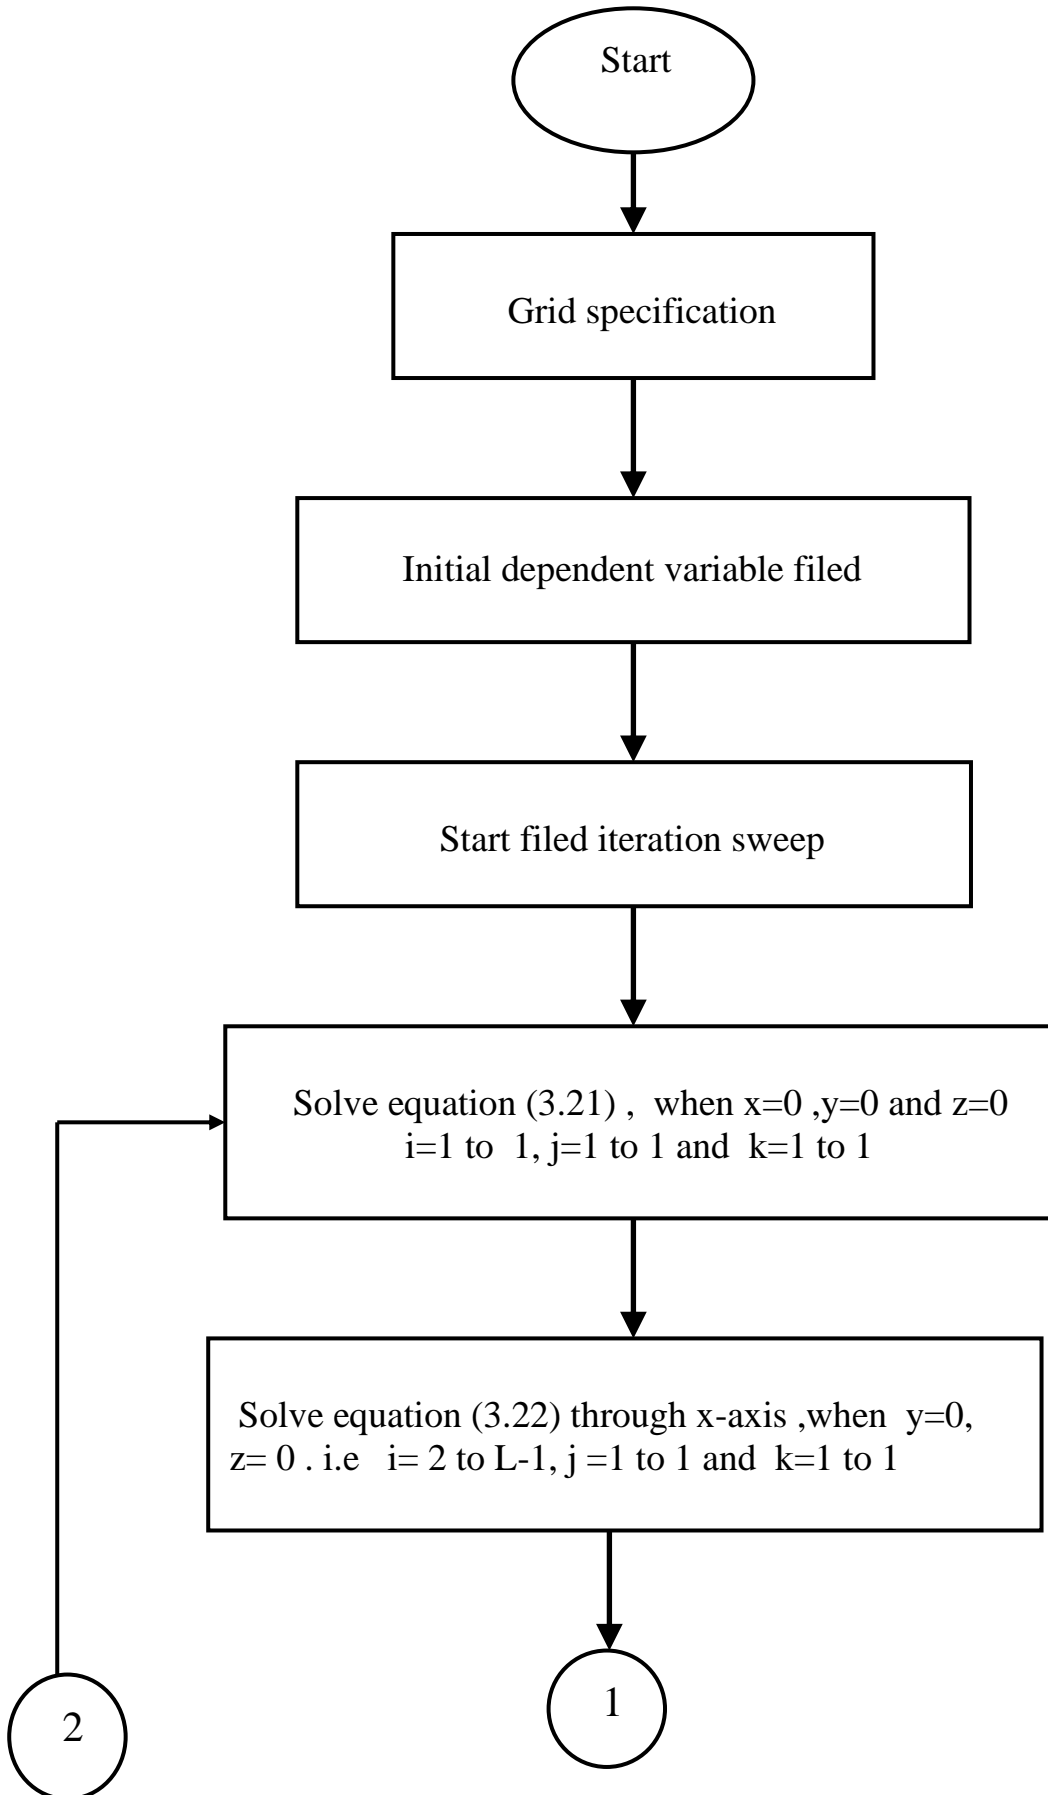 Start
Grid specification
Initial dependent variable filed
Start filed iteration sweep
Solve equation (3.21) ,  when x=0 ,y=0 and z=0
i=1 to  1, j=1 to 1 and  k=1 to 1
Solve equation (3.22) through x-axis ,when  y=0,
z= 0 . i.e   i= 2 to L-1, j =1 to 1 and  k=1 to 1
1
2